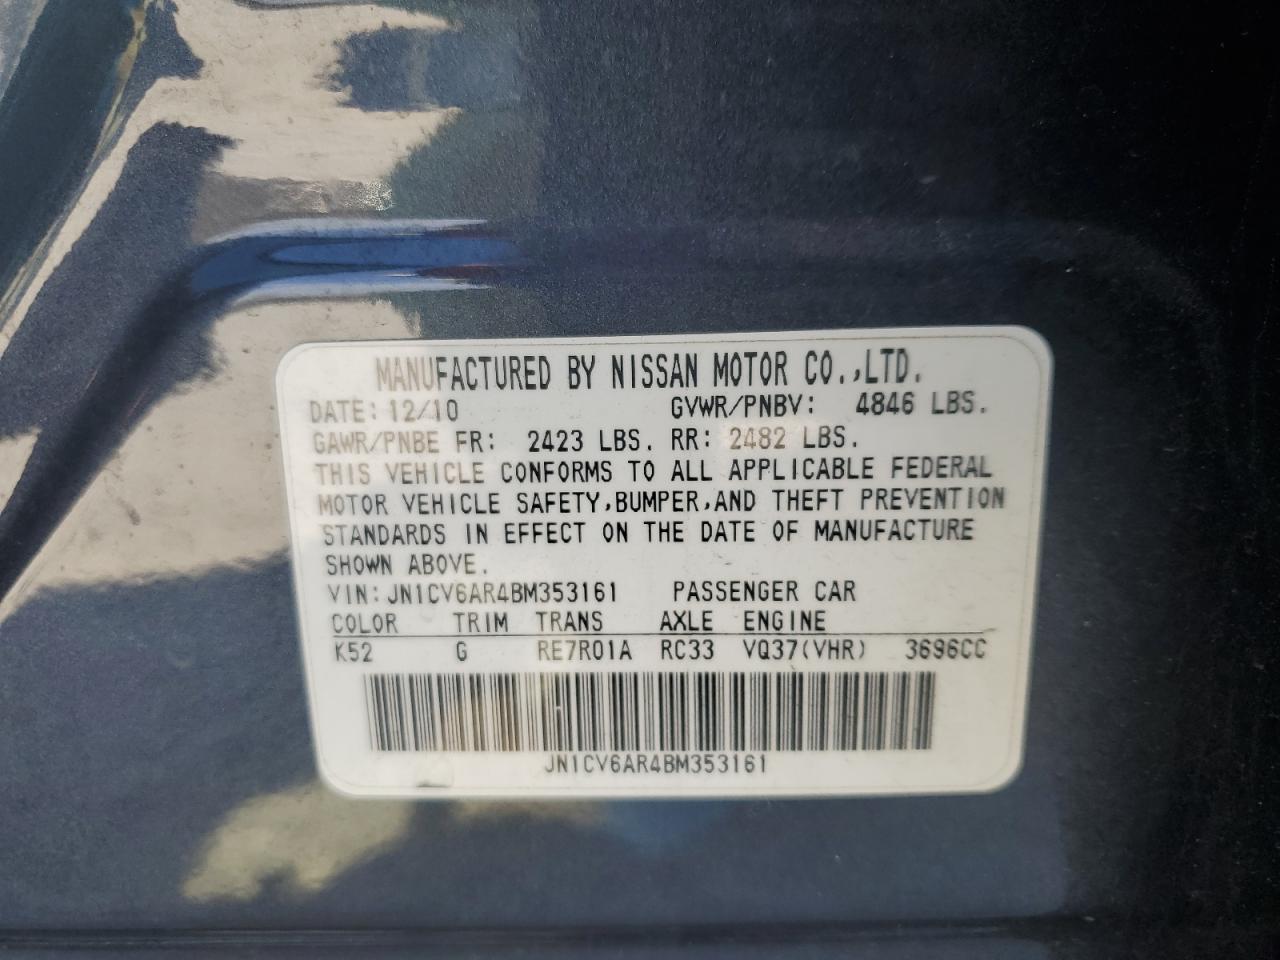 MANUFACTURED BY NISSAN MOTOR CO.,LTD.
DATE: 12/10 GVWR/PNBV: 4846 LBS.
GAWR/PNBE FR: 2423 LBS. RR: 2482 LBS.
THIS VEHICLE CONFORMS TO ALL APPLICABLE FEDERAL
MOTOR VEHICLE SAFETY,BUMPER,AND THEFT PREVENTION
STANDARDS IN EFFECT ON THE DATE OF MANUFACTURE
SHOWN ABOVE.
VIN: JN1CV6AR4BM353161 PASSENGER CAR
COLOR TRIM TRANS AXLE ENGINE
K52 G RE7R01A RC33 VQ37(VHR) 3696CC
JN1CV6AR4BM353161